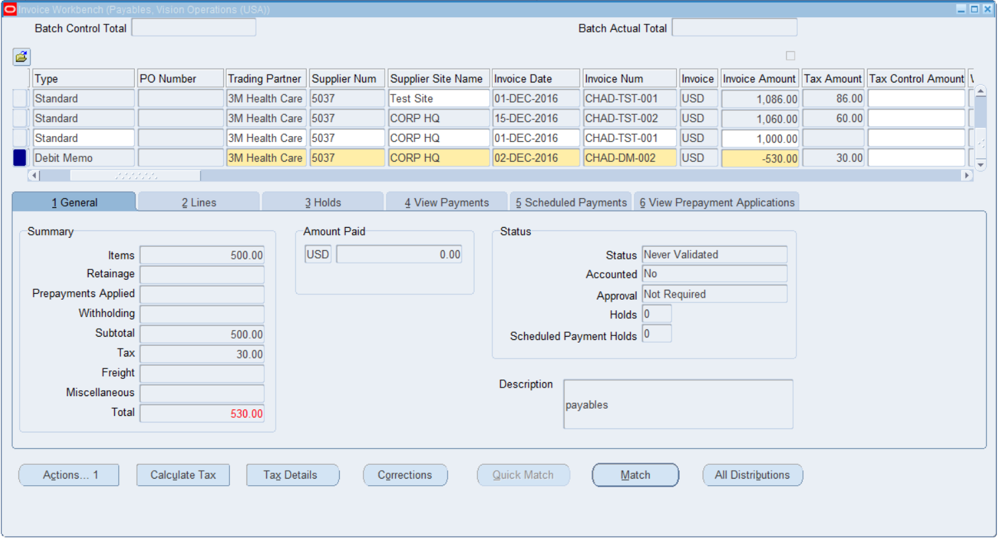 Invoice Workbench (Payables, Vision Operations (USA))
Batch Control Total Batch Actual Total
Type PO Number Trading Partner Supplier Num Supplier Site Name Invoice Date Invoice Num Invoice Invoice Amount Tax Amount Tax Control Amount
Standard 3M Health Care 5037 Test Site 01-DEC-2016 CHAD-TST-001 USD 1,086.00 86.00
Standard 3M Health Care 5037 CORP HQ 15-DEC-2016 CHAD-TST-002 USD 1,060.00 60.00
Standard 3M Health Care 5037 CORP HQ 01-DEC-2016 CHAD-TST-001 USD 1,000.00
Debit Memo 3M Health Care 5037 CORP HQ 02-DEC-2016 CHAD-DM-002 USD -530.00 30.00
1 General 2 Lines 3 Holds 4 View Payments 5 Scheduled Payments 6 View Prepayment Applications
Summary Amount Paid Status
Items 500.00 USD 0.00 Status Never Validated
Retainage Accounted No
Prepayments Applied Approval Not Required
Withholding Holds 0
Subtotal 500.00 Scheduled Payment Holds 0
Tax 30.00
Freight
Miscellaneous Description payables
Total 530.00
Actions... 1 Calculate Tax Tax Details Corrections Quick Match Match All Distributions